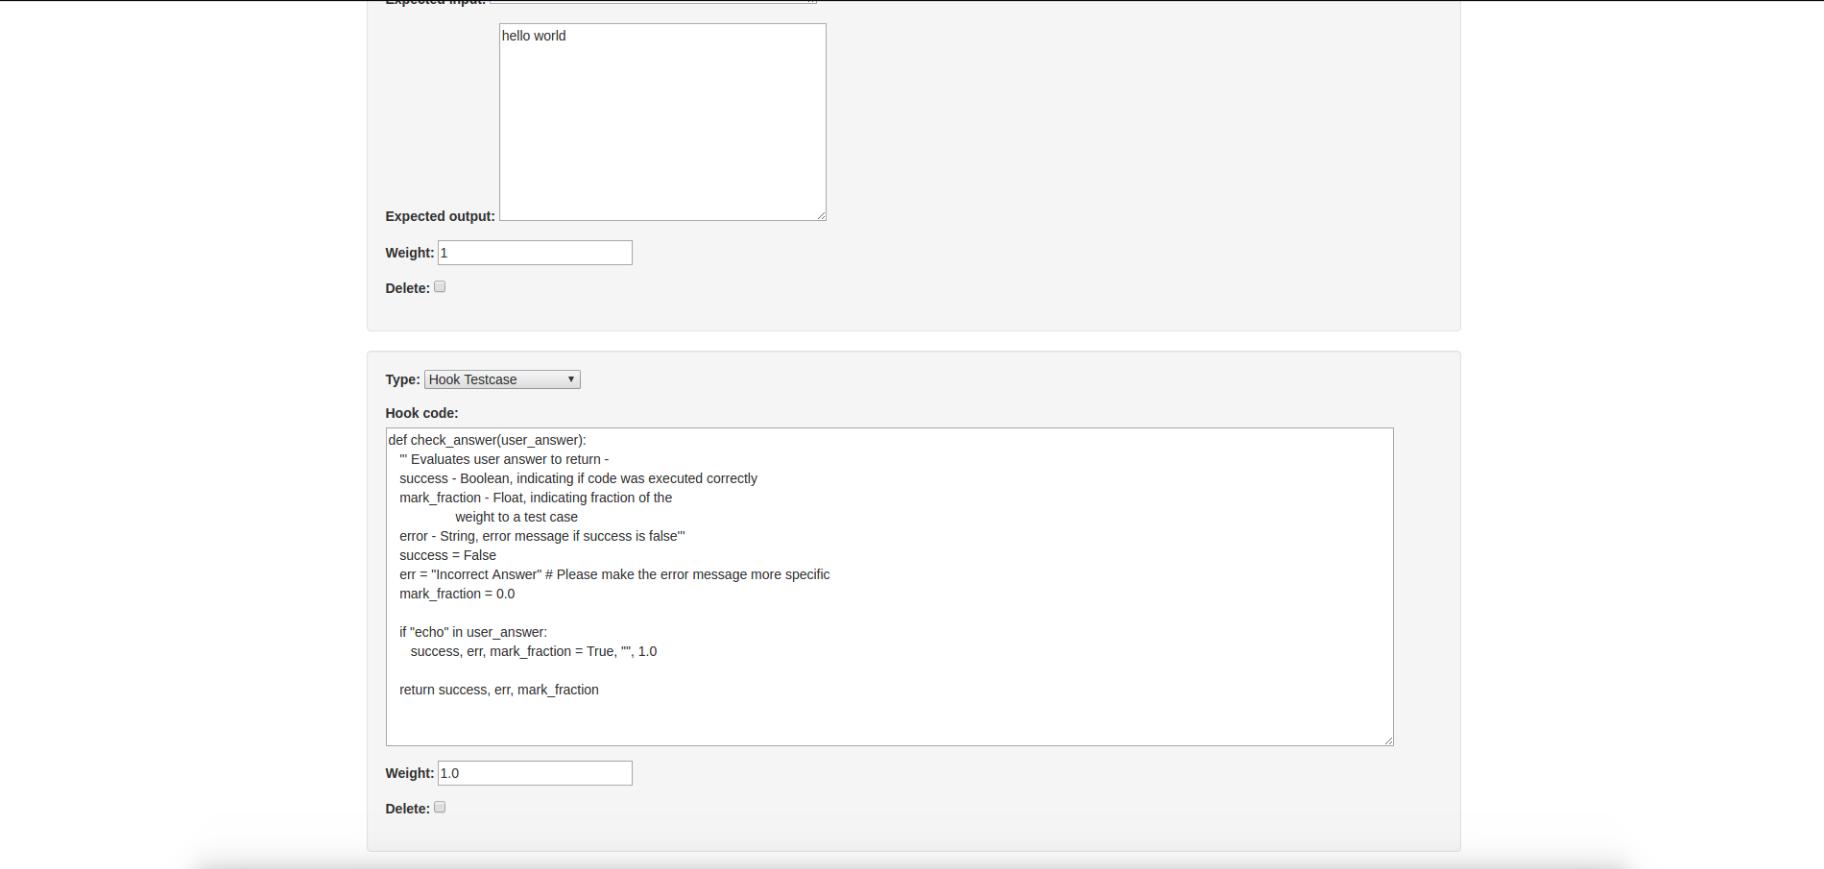 Expected input:
hello world
Expected output:
Weight: 1
Delete:
Type: Hook Testcase
Hook code:
def check_answer(user_answer):
''' Evaluates user answer to return -
success - Boolean, indicating if code was executed correctly
mark_fraction - Float, indicating fraction of the
weight to a test case
error - String, error message if success is false'''
success = False
err = "Incorrect Answer" # Please make the error message more specific
mark_fraction = 0.0
if "echo" in user_answer:
success, err, mark_fraction = True, "", 1.0
return success, err, mark_fraction
Weight: 1.0
Delete: